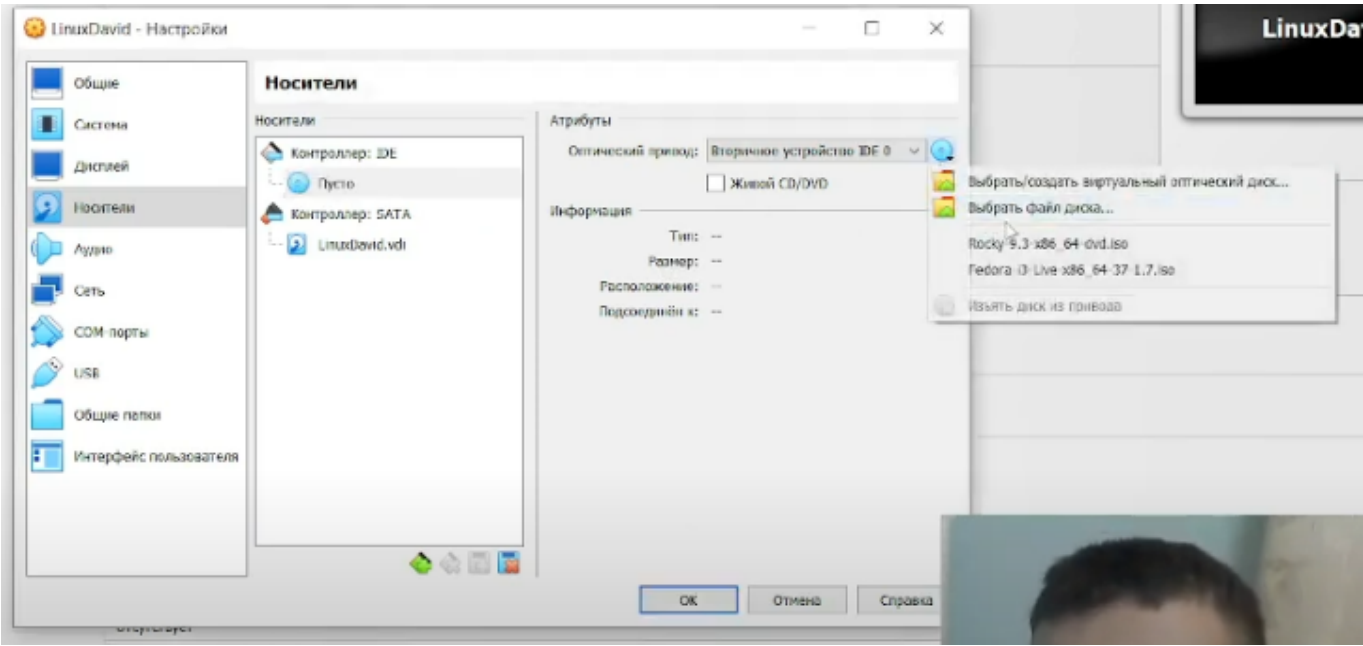 LinuxDavid - Настройки
LinuxDa
Общие
Система
Дисплей
Носители
Аудио
Сеть
COM-порты
USB
Общие папки
Интерфейс пользователя
Носители
Носители
Контроллер: IDE
Пусто
Контроллер: SATA
LinuxDavid.vdi
Атрибуты
Оптический привод: Вторичное устройство IDE 0
Живой CD/DVD
Информация
Тип: --
Размер: --
Расположение: --
Подсоединён к: --
Выбрать/создать виртуальный оптический диск...
Выбрать файл диска...
Rocky-9.3-x86_64-dvd.iso
Fedora-i3-Live-x86_64-37-1.7.iso
Изъять диск из привода
OK
Отмена
Справка
Отсутствует